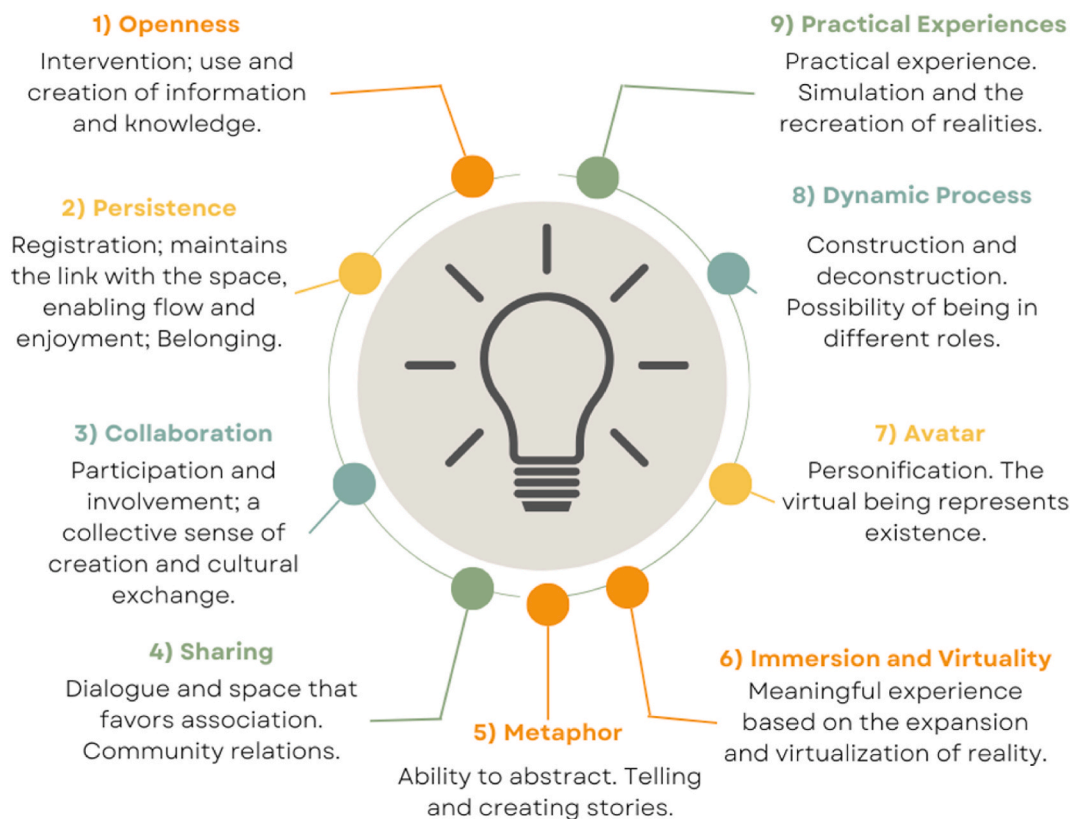 1) Openness
Intervention; use and
creation of information
and knowledge.
2) Persistence
Registration; maintains
the link with the space,
enabling flow and
enjoyment; Belonging.
3) Collaboration
Participation and
involvement; a
collective sense of
creation and cultural
exchange.
4) Sharing
Dialogue and space that
favors association.
Community relations.
5) Metaphor
Ability to abstract. Telling
and creating stories.
6) Immersion and Virtuality
Meaningful experience
based on the expansion
and virtualization of reality.
7) Avatar
Personification. The
virtual being represents
existence.
8) Dynamic Process
Construction and
deconstruction.
Possibility of being in
different roles.
9) Practical Experiences
Practical experience.
Simulation and the
recreation of realities.